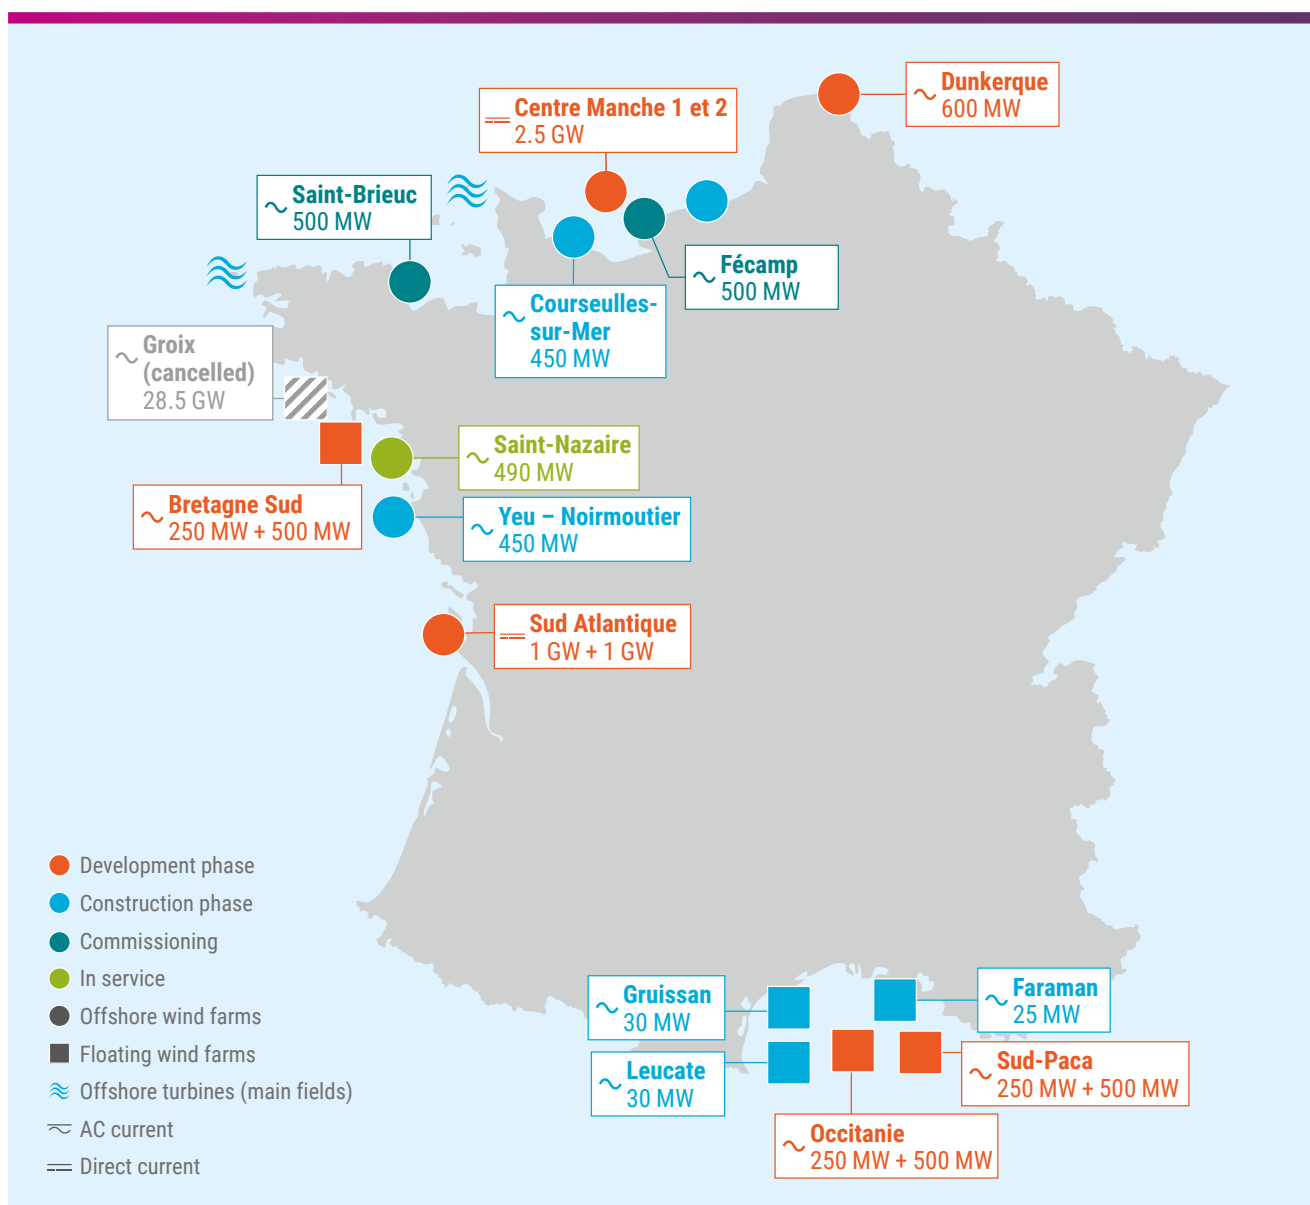 Dunkerque
600 MW
Centre Manche 1 et 2
2.5 GW
Saint-Brieuc
500 MW
Fécamp
500 MW
Courseulles-
sur-Mer
450 MW
Groix
(cancelled)
28.5 GW
Saint-Nazaire
490 MW
Bretagne Sud
250 MW + 500 MW
Yeu – Noirmoutier
450 MW
Sud Atlantique
1 GW + 1 GW
Development phase
Construction phase
Commissioning
In service
Offshore wind farms
Floating wind farms
Offshore turbines (main fields)
AC current
Direct current
Gruissan
30 MW
Faraman
25 MW
Leucate
30 MW
Sud-Paca
250 MW + 500 MW
Occitanie
250 MW + 500 MW